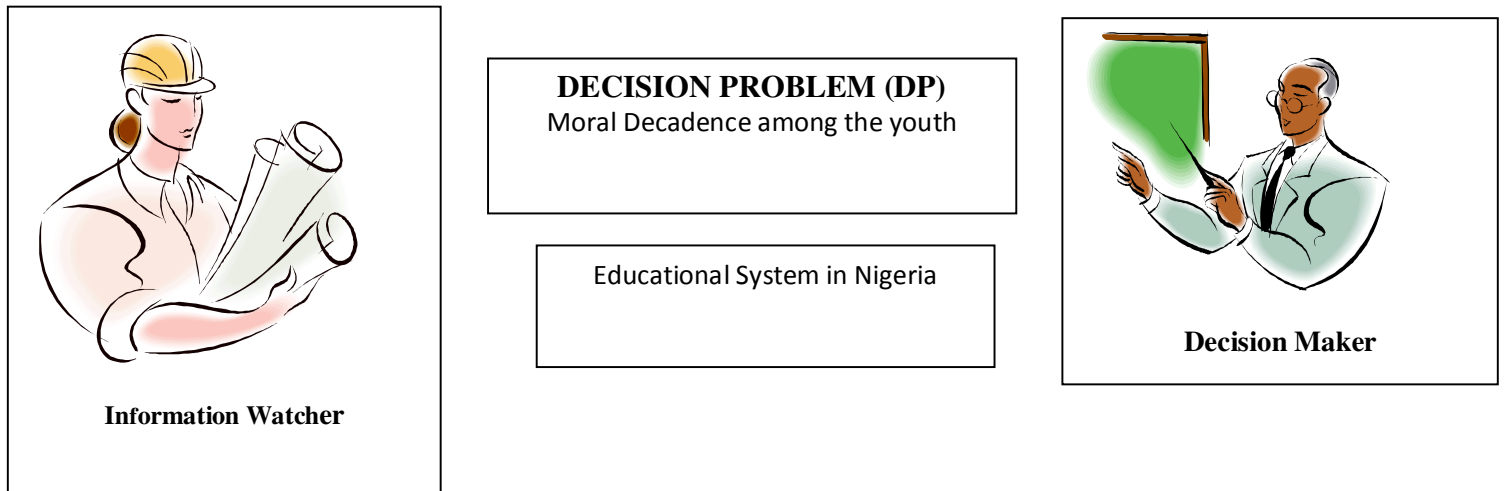 Information Watcher
DECISION PROBLEM (DP)
Moral Decadence among the youth
Educational System in Nigeria
Decision Maker